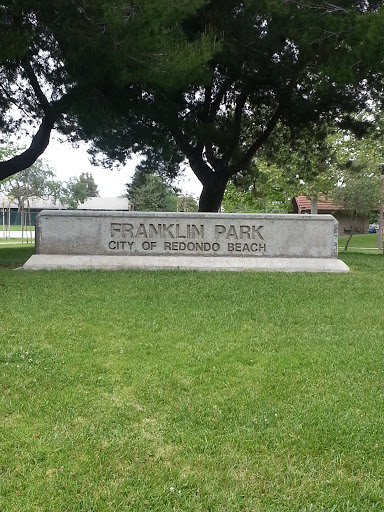 FRANKLIN PARK
CITY OF REDONDO BEACH